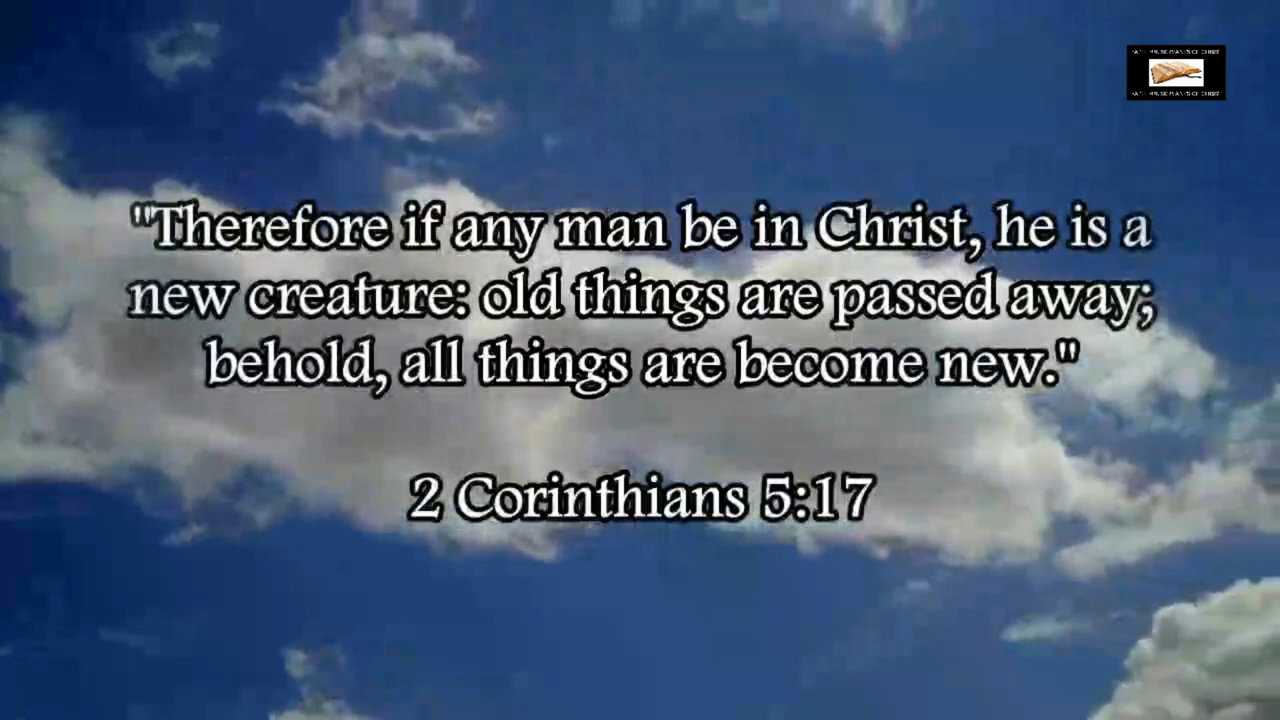 "Therefore if any man be in Christ, he is a
new creature: old things are passed away;
behold, all things are become new."
2 Corinthians 5:17